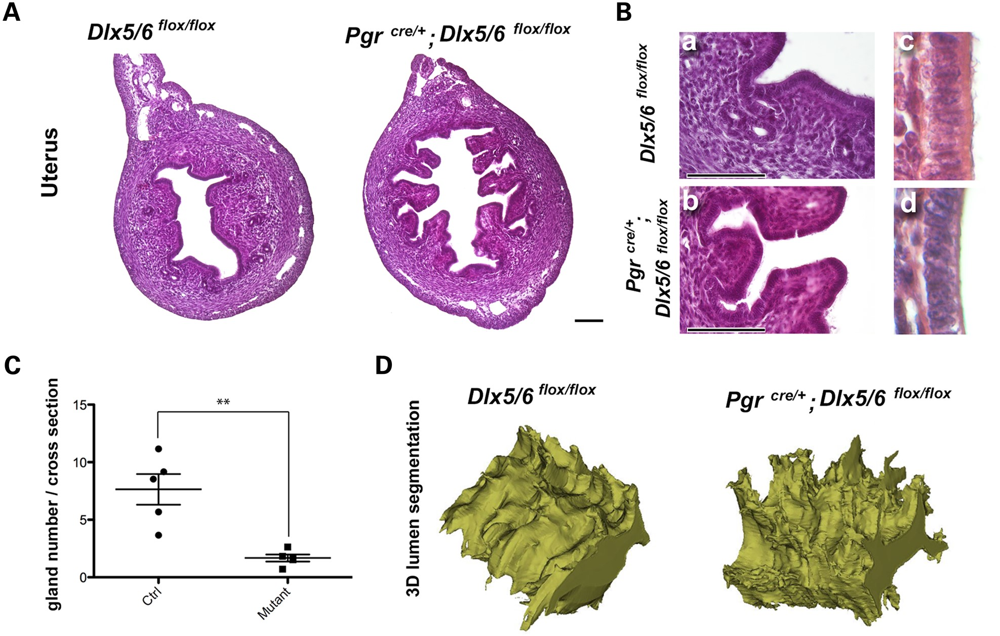 A
Dlx5/6 flox/flox
Pgr cre/+ ; Dlx5/6 flox/flox
Uterus
B
Dlx5/6 flox/flox
a
c
Pgr cre/+ ;
Dlx5/6 flox/flox
b
d
C
gland number / cross section
15
10
5
0
**
Ctrl
Mutant
D
3D lumen segmentation
Dlx5/6 flox/flox
Pgr cre/+ ; Dlx5/6 flox/flox